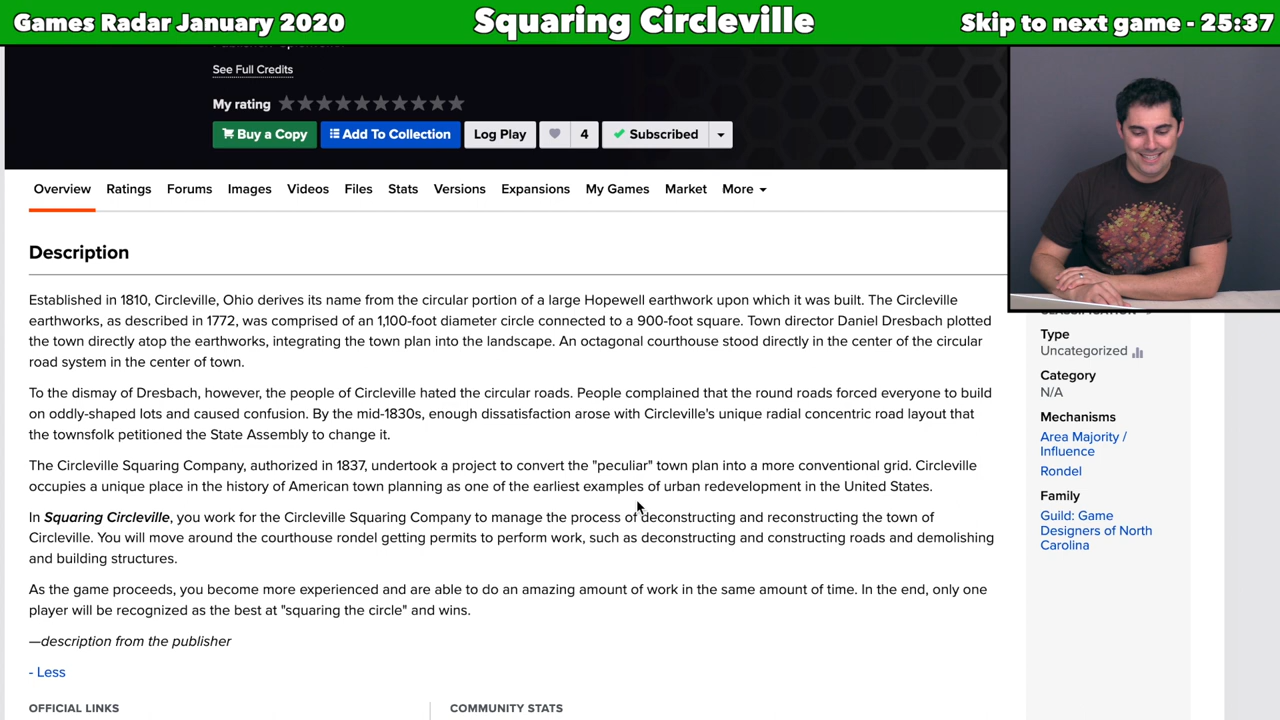 Games Radar January 2020
Squaring Circleville
Skip to next game - 25:37
See Full Credits
My rating
Buy a Copy
Add To Collection
Log Play
4
Subscribed
Overview
Ratings
Forums
Images
Videos
Files
Stats
Versions
Expansions
My Games
Market
More
Description
Established in 1810, Circleville, Ohio derives its name from the circular portion of a large Hopewell earthwork upon which it was built. The Circleville
earthworks, as described in 1772, was comprised of an 1,100-foot diameter circle connected to a 900-foot square. Town director Daniel Dresbach plotted
the town directly atop the earthworks, integrating the town plan into the landscape. An octagonal courthouse stood directly in the center of the circular
road system in the center of town.
To the dismay of Dresbach, however, the people of Circleville hated the circular roads. People complained that the round roads forced everyone to build
on oddly-shaped lots and caused confusion. By the mid-1830s, enough dissatisfaction arose with Circleville's unique radial concentric road layout that
the townsfolk petitioned the State Assembly to change it.
The Circleville Squaring Company, authorized in 1837, undertook a project to convert the "peculiar" town plan into a more conventional grid. Circleville
occupies a unique place in the history of American town planning as one of the earliest examples of urban redevelopment in the United States.
In Squaring Circleville, you work for the Circleville Squaring Company to manage the process of deconstructing and reconstructing the town of
Circleville. You will move around the courthouse rondel getting permits to perform work, such as deconstructing and constructing roads and demolishing
and building structures.
As the game proceeds, you become more experienced and are able to do an amazing amount of work in the same amount of time. In the end, only one
player will be recognized as the best at "squaring the circle" and wins.
—description from the publisher
- Less
OFFICIAL LINKS
COMMUNITY STATS
Type
Uncategorized
Category
N/A
Mechanisms
Area Majority /
Influence
Rondel
Family
Guild: Game
Designers of North
Carolina